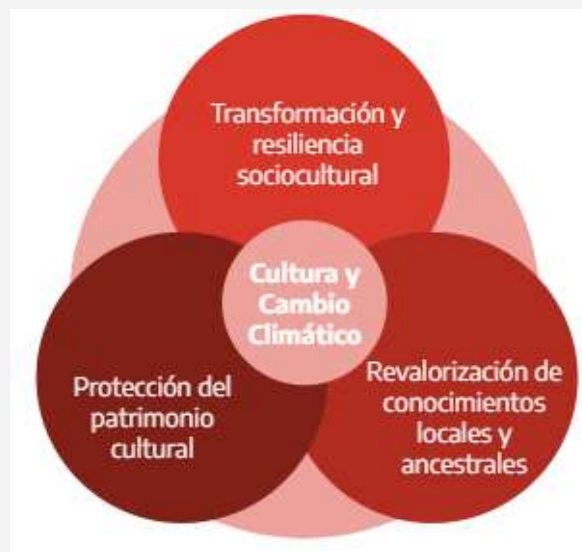 Transformación y
resiliencia
sociocultural
Cultura y
Cambio
Climático
Protección del
patrimonio
cultural
Revalorización de
conocimientos
locales y
ancestrales